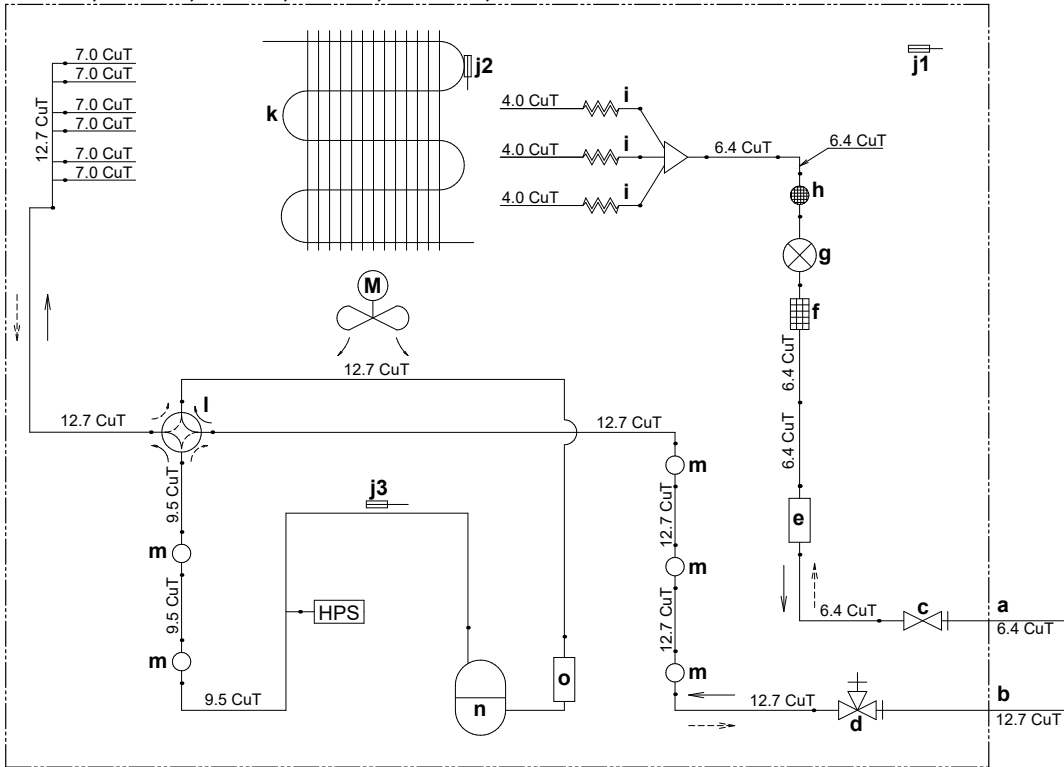 7.0 CuT
7.0 CuT
7.0 CuT
7.0 CuT
7.0 CuT
7.0 CuT
12.7 CuT
k
j2
j1
4.0 CuT
i
4.0 CuT
i
4.0 CuT
i
6.4 CuT
6.4 CuT
h
g
f
M
6.4 CuT
6.4 CuT
12.7 CuT
12.7 CuT
l
12.7 CuT
9.5 CuT
m
9.5 CuT
m
9.5 CuT
j3
HPS
n
o
m
12.7 CuT
m
12.7 CuT
m
e
6.4 CuT
c
a
6.4 CuT
12.7 CuT
d
b
12.7 CuT